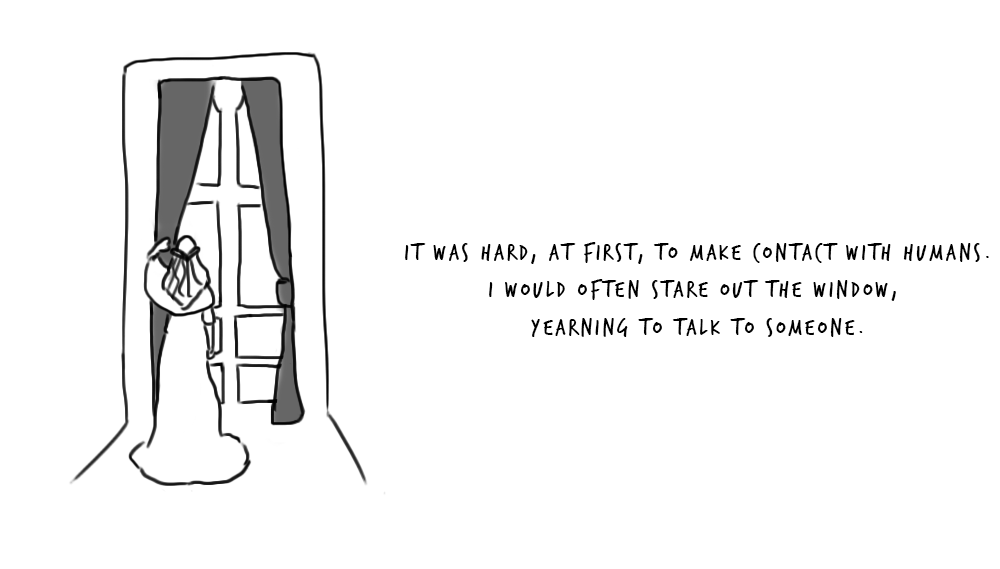 IT WAS HARD, AT FIRST, TO MAKE CONTACT WITH HUMANS.
I WOULD OFTEN STARE OUT THE WINDOW,
YEARNING TO TALK TO SOMEONE.